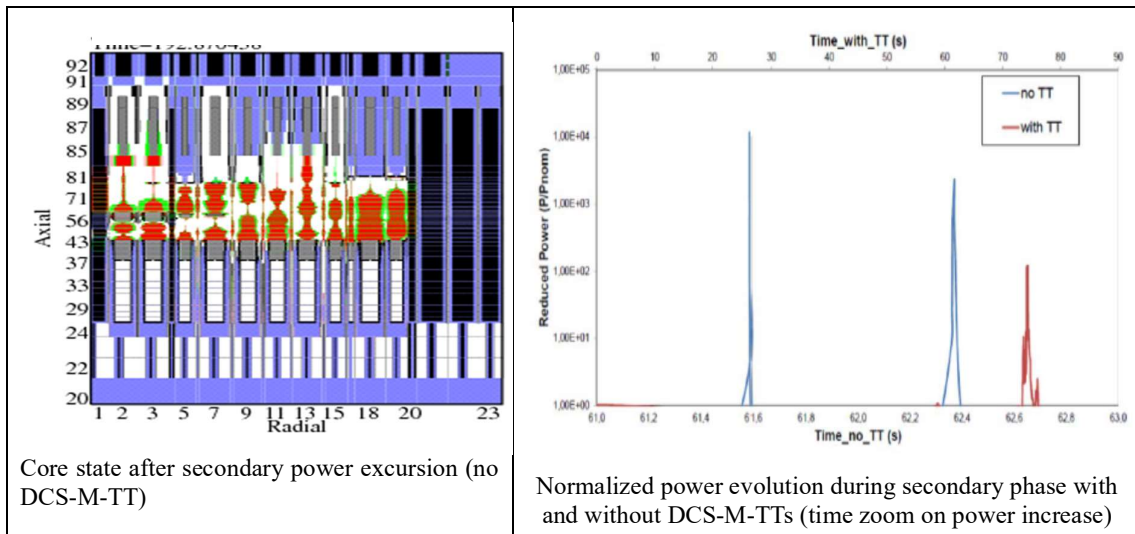 92
91
89
87
85
81
71
56
43
37
33
29
24
22
20
Axial
1 2 3 5 7 9 11 13 15 18 20 23
Radial
Core state after secondary power excursion (no
DCS-M-TT)
Time_with_TT (s)
0 10 20 30 40 50 60 70 80 90
1,00E+05
1,00E+04
1,00E+03
1,00E+02
1,00E+01
1,00E+00
Reduced Power (P/Pnom)
no TT
with TT
61,0 61,2 61,4 61,6 61,8 62,0 62,2 62,4 62,6 62,8 63,0
Time_no_TT (s)
Normalized power evolution during secondary phase with
and without DCS-M-TTs (time zoom on power increase)